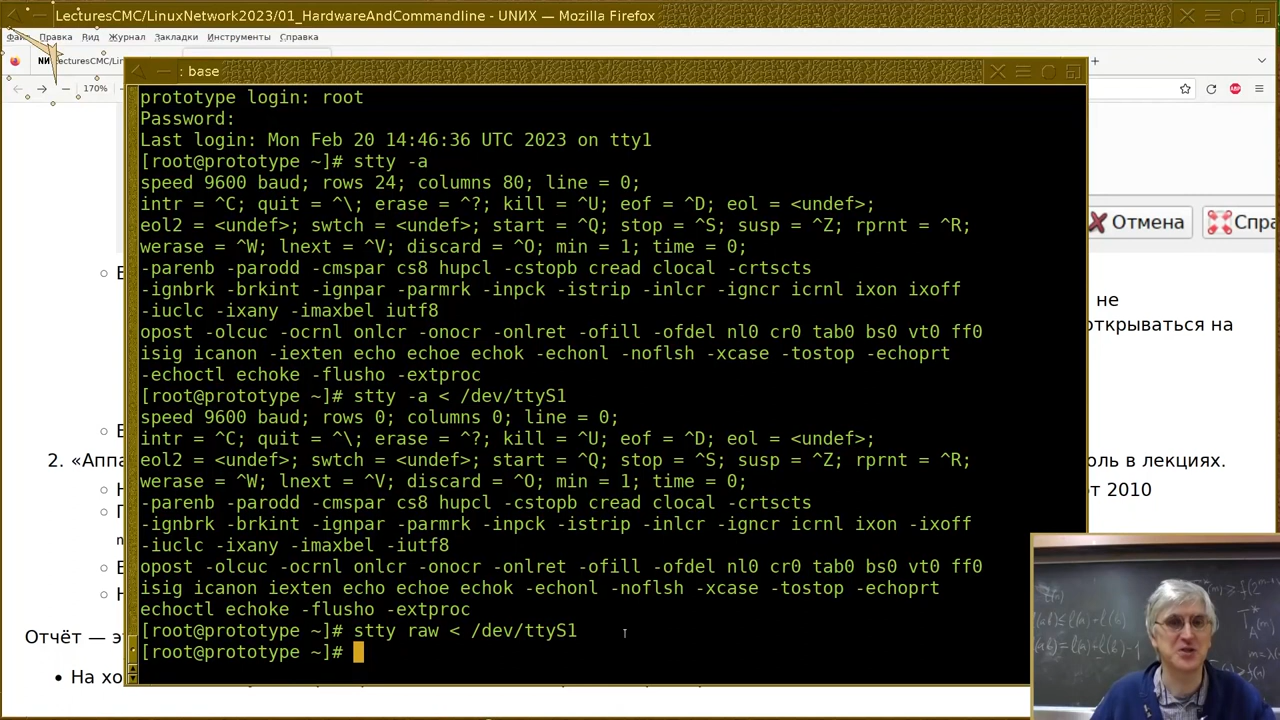 LecturesCMC/LinuxNetwork2023/01_HardwareAndCommandline - UNИX — Mozilla Firefox
Файл Правка Вид Журнал Закладки Инструменты Справка
170%
: base
prototype login: root
Password:
Last login: Mon Feb 20 14:46:36 UTC 2023 on tty1
[root@prototype ~]# stty -a
speed 9600 baud; rows 24; columns 80; line = 0;
intr = ^C; quit = ^\; erase = ^?; kill = ^U; eof = ^D; eol = <undef>;
eol2 = <undef>; swtch = <undef>; start = ^Q; stop = ^S; susp = ^Z; rprnt = ^R;
werase = ^W; lnext = ^V; discard = ^O; min = 1; time = 0;
-parenb -parodd -cmspar cs8 hupcl -cstopb cread clocal -crtscts
-ignbrk -brkint -ignpar -parmrk -inpck -istrip -inlcr -igncr icrnl ixon ixoff
-iuclc -ixany -imaxbel iutf8
opost -olcuc -ocrnl onlcr -onocr -onlret -ofill -ofdel nl0 cr0 tab0 bs0 vt0 ff0
isig icanon -iexten echo echoe echok -echonl -noflsh -xcase -tostop -echoprt
-echoctl echoke -flusho -extproc
[root@prototype ~]# stty -a < /dev/ttyS1
speed 9600 baud; rows 0; columns 0; line = 0;
intr = ^C; quit = ^\; erase = ^?; kill = ^U; eof = ^D; eol = <undef>;
eol2 = <undef>; swtch = <undef>; start = ^Q; stop = ^S; susp = ^Z; rprnt = ^R;
werase = ^W; lnext = ^V; discard = ^O; min = 1; time = 0;
-parenb -parodd -cmspar cs8 hupcl -cstopb cread clocal -crtscts
-ignbrk -brkint -ignpar -parmrk -inpck -istrip -inlcr -igncr icrnl ixon -ixoff
-iuclc -ixany -imaxbel -iutf8
opost -olcuc -ocrnl onlcr -onocr -onlret -ofill -ofdel nl0 cr0 tab0 bs0 vt0 ff0
isig icanon iexten echo echoe echok -echonl -noflsh -xcase -tostop -echoprt
echoctl echoke -flusho -extproc
[root@prototype ~]# stty raw < /dev/ttyS1
[root@prototype ~]#
Отмена
не
открываться на
2. «Аппа
лекциях.
от 2010
Отчёт —
• На